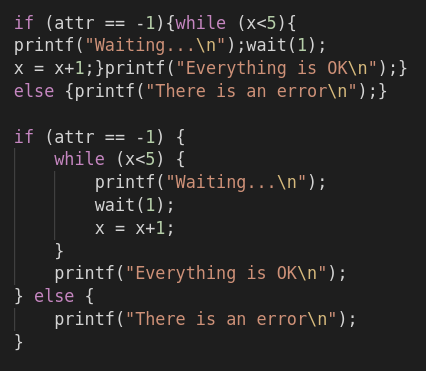 if (attr == -1){while (x<5){
printf("Waiting...\n");wait(1);
x = x+1;}printf("Everything is OK\n");}
else {printf("There is an error\n");}

if (attr == -1) {
    while (x<5) {
        printf("Waiting...\n");
        wait(1);
        x = x+1;
    }
    printf("Everything is OK\n");
} else {
    printf("There is an error\n");
}